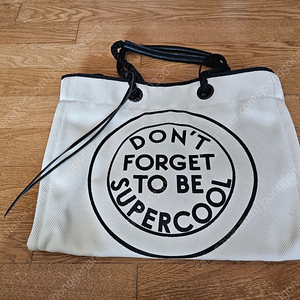 DON'T
FORGET
TO BE
SUPERCOOL